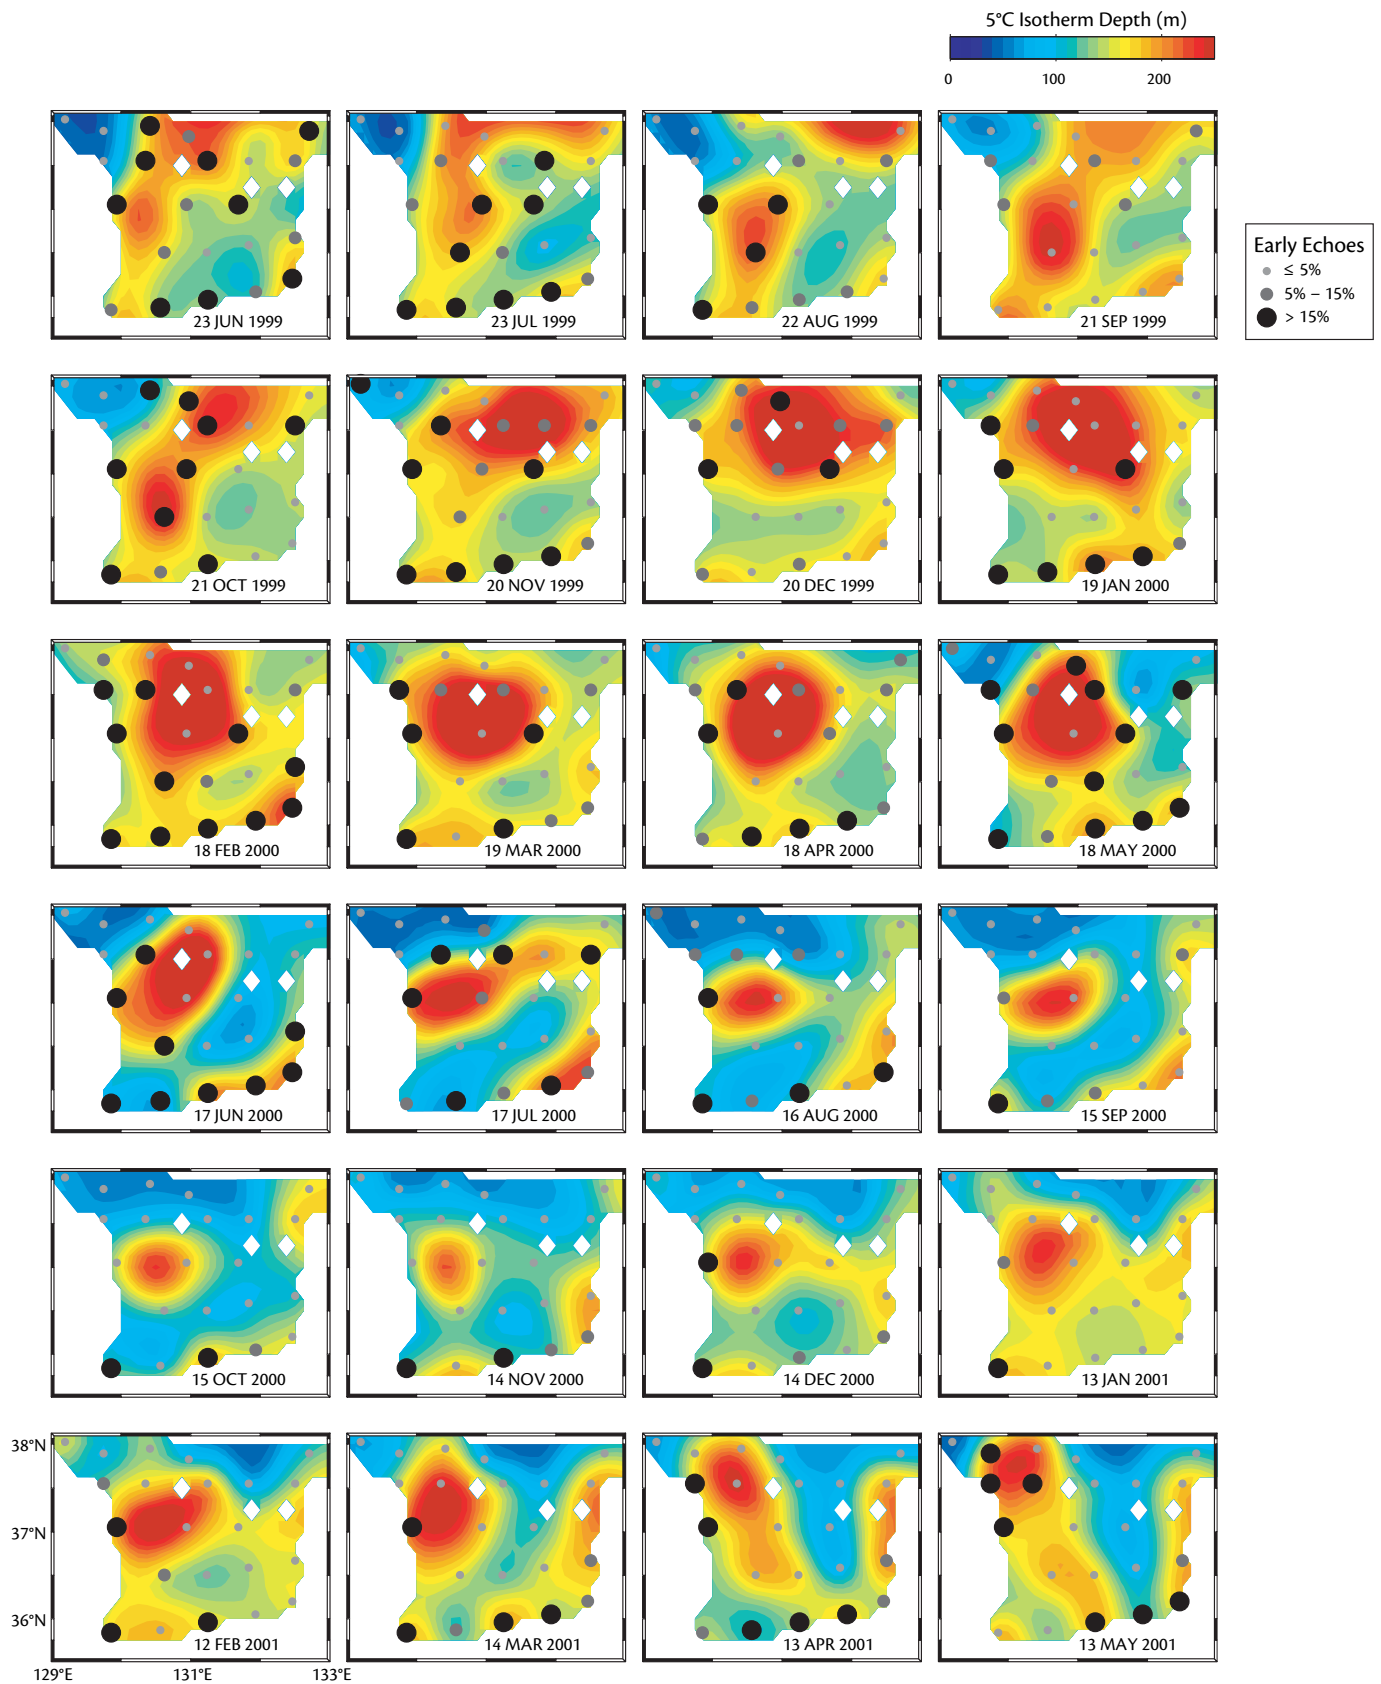 5°C Isotherm Depth (m)
0 100 200
Early Echoes
≤ 5%
5% – 15%
> 15%
23 JUN 1999
23 JUL 1999
22 AUG 1999
21 SEP 1999
21 OCT 1999
20 NOV 1999
20 DEC 1999
19 JAN 2000
18 FEB 2000
19 MAR 2000
18 APR 2000
18 MAY 2000
17 JUN 2000
17 JUL 2000
16 AUG 2000
15 SEP 2000
15 OCT 2000
14 NOV 2000
14 DEC 2000
13 JAN 2001
38°N
37°N
36°N
12 FEB 2001
14 MAR 2001
13 APR 2001
13 MAY 2001
129°E 131°E 133°E